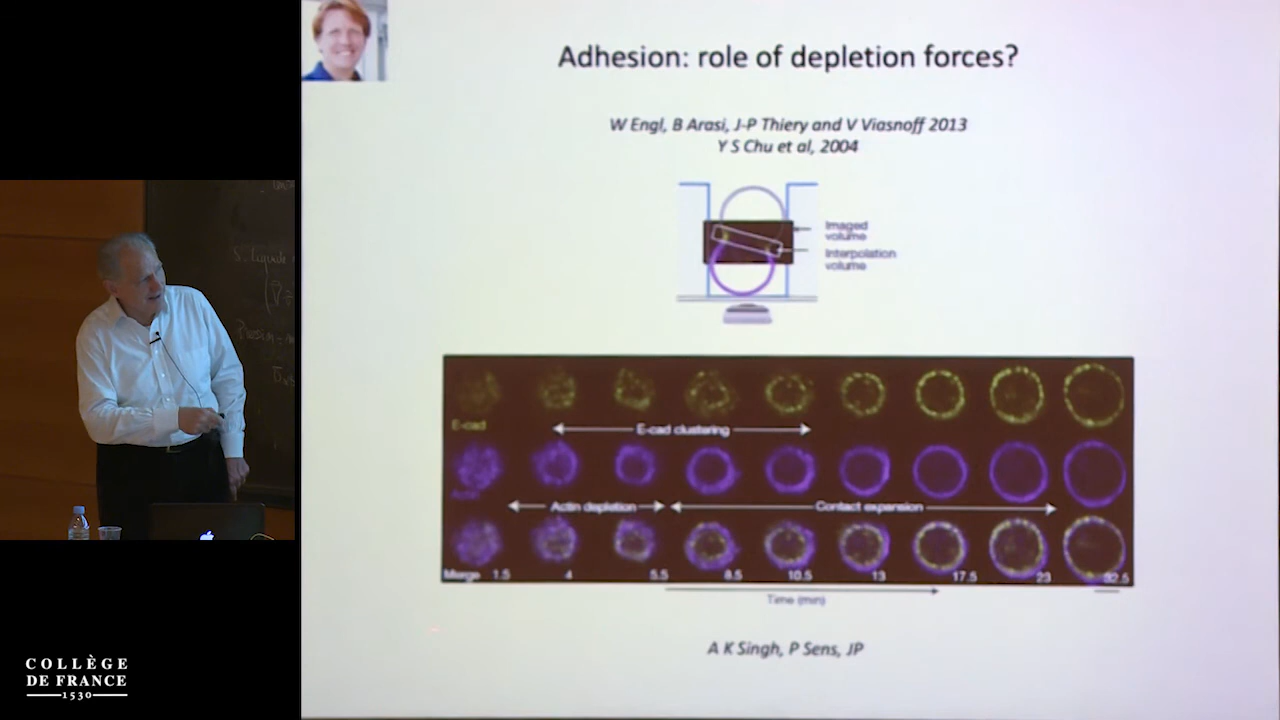 Adhesion: role of depletion forces?
W Engl, B Arasi, J-P Thiery and V Viasnoff 2013
Y S Chu et al, 2004
Imaged
volume
Interpolation
volume
E-cad
E-cad clustering
Actin
Actin depletion
Contact expansion
Merge 1.5 4 5.5 8.5 10.5 13 17.5 23 32.5
Time (min)
A K Singh, P Sens, JP
COLLÈGE
DE FRANCE
1530